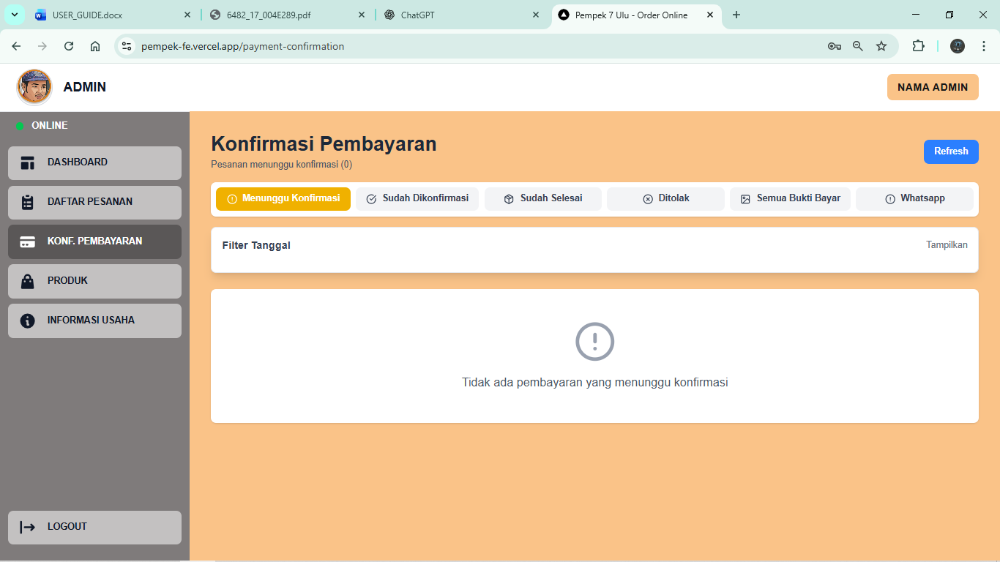 USER_GUIDE.docx
6482_17_004E289.pdf
ChatGPT
Pempek 7 Ulu - Order Online
pempek-fe.vercel.app/payment-confirmation
ADMIN
NAMA ADMIN
ONLINE
DASHBOARD
DAFTAR PESANAN
KONF. PEMBAYARAN
PRODUK
INFORMASI USAHA
LOGOUT
Konfirmasi Pembayaran
Pesanan menunggu konfirmasi (0)
Refresh
Menunggu Konfirmasi
Sudah Dikonfirmasi
Sudah Selesai
Ditolak
Semua Bukti Bayar
Whatsapp
Filter Tanggal
Tampilkan
Tidak ada pembayaran yang menunggu konfirmasi